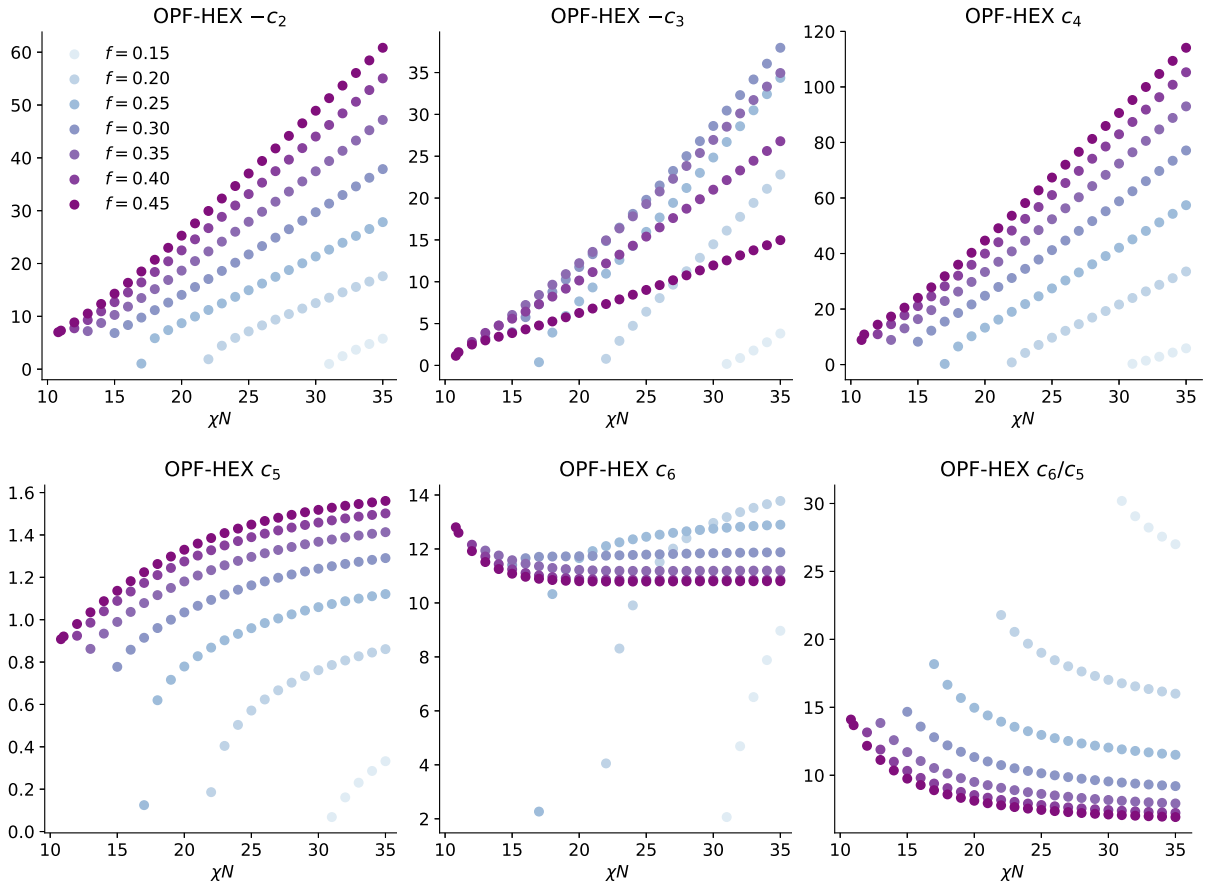 OPF-HEX −c₂
OPF-HEX −c₃
OPF-HEX c₄
f = 0.15
f = 0.20
f = 0.25
f = 0.30
f = 0.35
f = 0.40
f = 0.45
60
50
40
30
20
10
0
10 15 20 25 30 35
χN
35
30
25
20
15
10
5
0
10 15 20 25 30 35
χN
120
100
80
60
40
20
0
10 15 20 25 30 35
χN
OPF-HEX c₅
OPF-HEX c₆
OPF-HEX c₆/c₅
1.6
1.4
1.2
1.0
0.8
0.6
0.4
0.2
0.0
10 15 20 25 30 35
χN
14
12
10
8
6
4
2
10 15 20 25 30 35
χN
30
25
20
15
10
10 15 20 25 30 35
χN